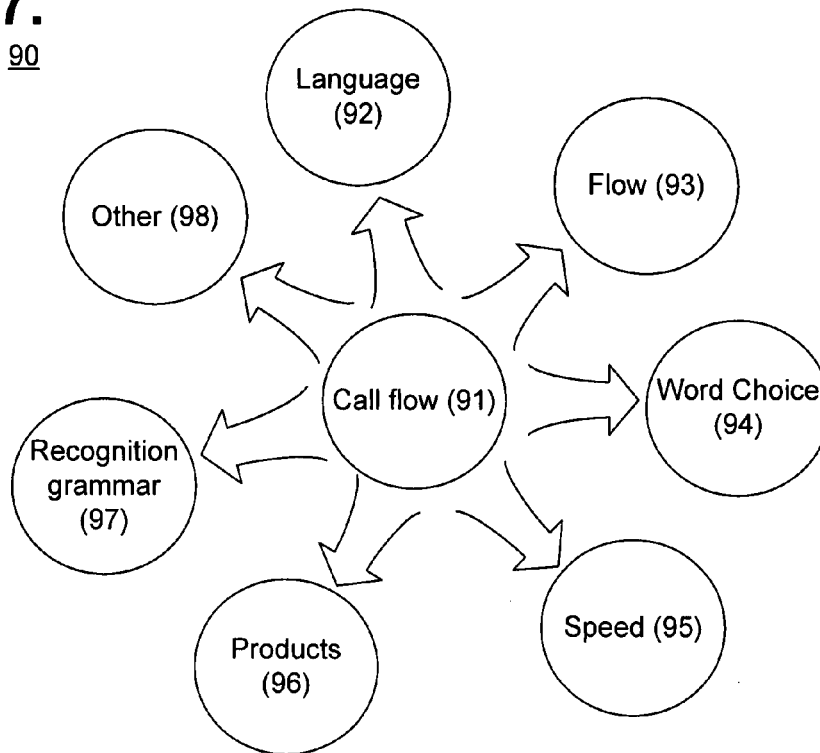 7.
90
Language
(92)
Flow (93)
Other (98)
Call flow (91)
Word Choice
(94)
Recognition
grammar
(97)
Speed (95)
Products
(96)